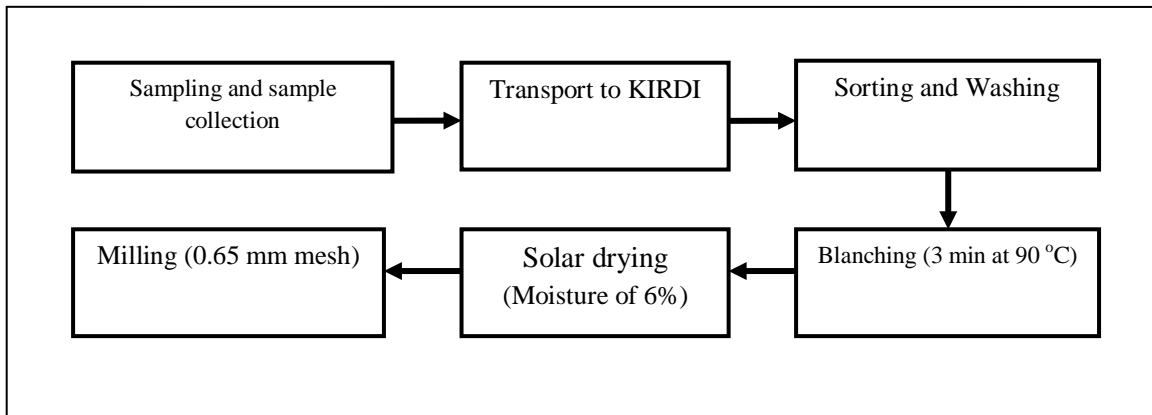 Sampling and sample
collection
Transport to KIRDI
Sorting and Washing
Blanching (3 min at 90 °C)
Solar drying
(Moisture of 6%)
Milling (0.65 mm mesh)